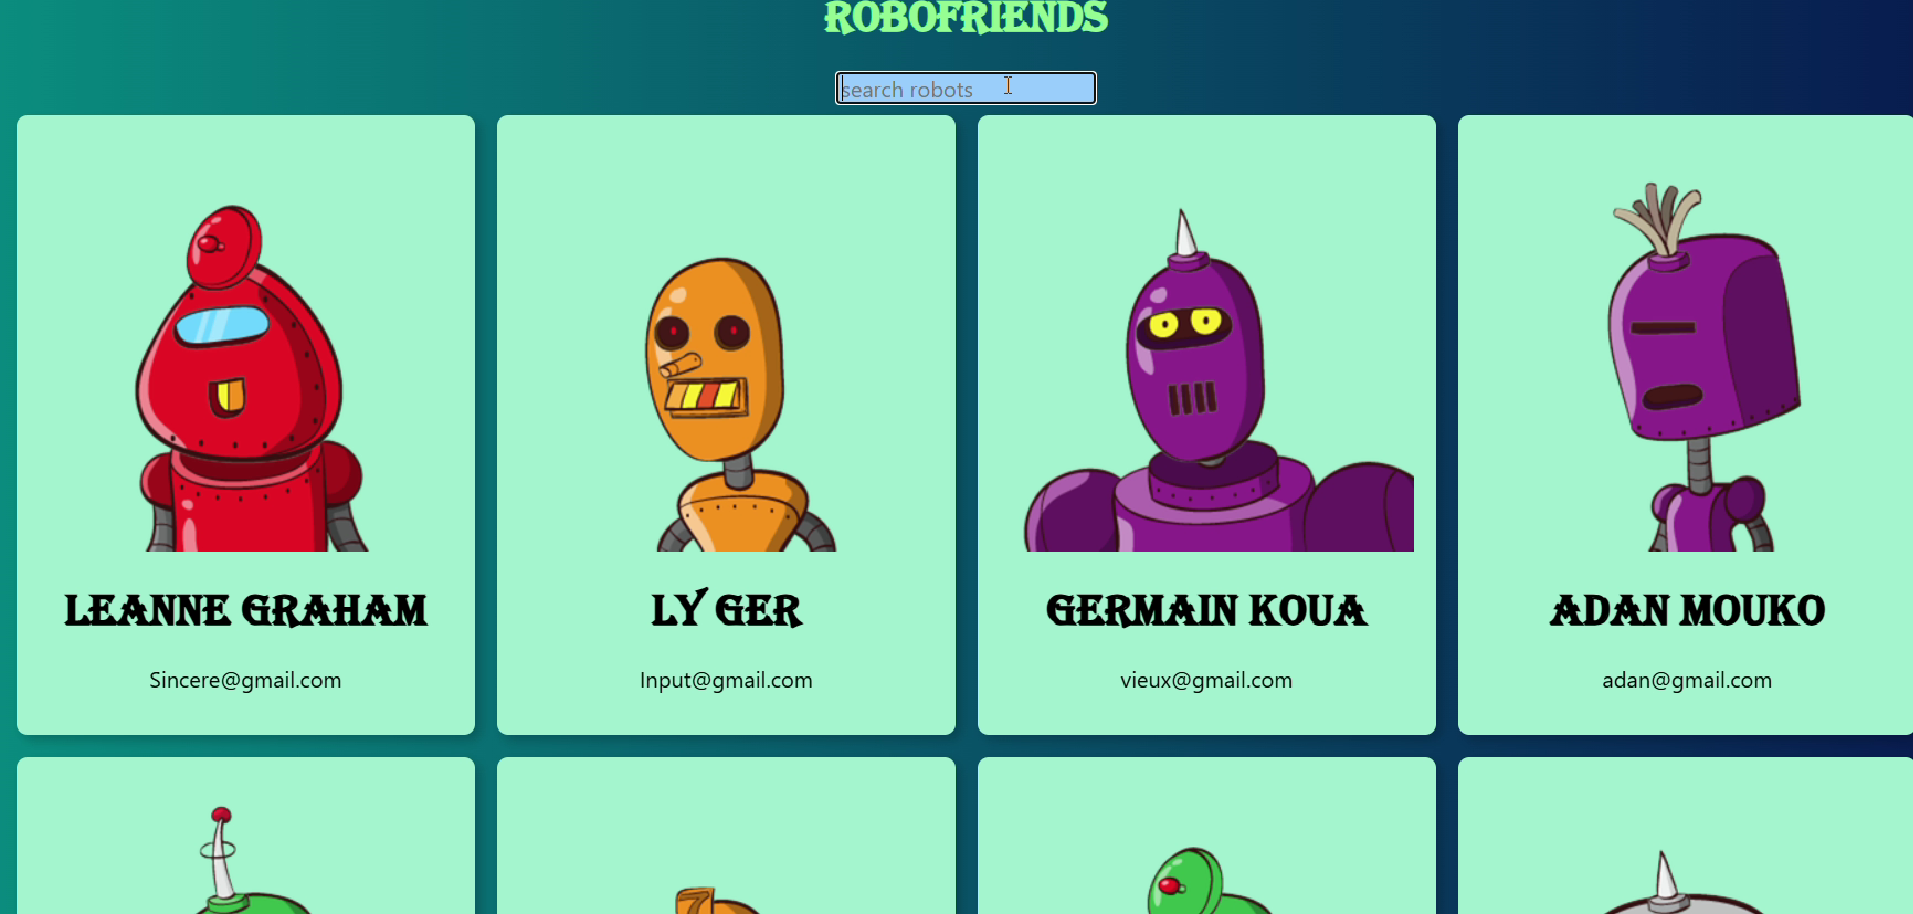 ROBOFRIENDS
search robots
LEANNE GRAHAM
LY GER
GERMAIN KOUA
ADAN MOUKO
Sincere@gmail.com
Input@gmail.com
vieux@gmail.com
adan@gmail.com
7